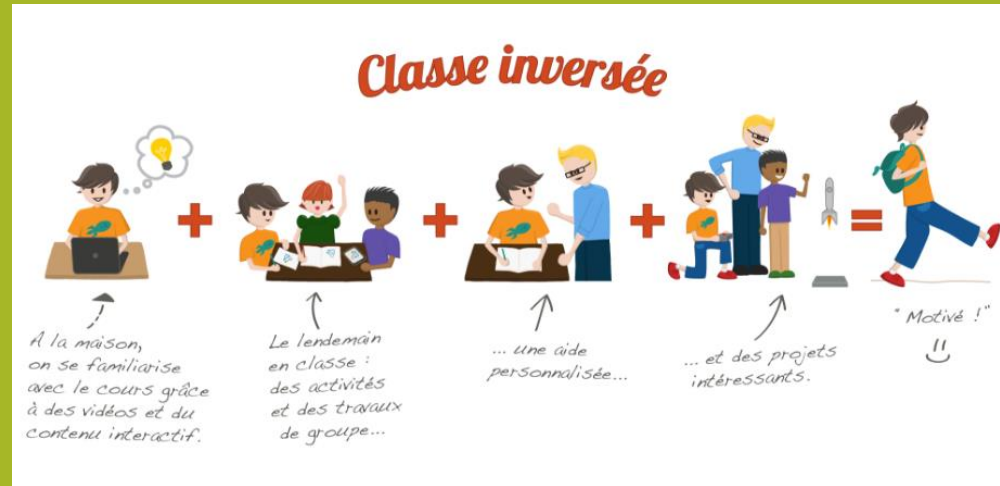 Classe inversée
A la maison,
on se familiarise
avec le cours grâce
à des vidéos et du
contenu interactif.
Le lendemain
en classe :
des activités
et des travaux
de groupe...
... une aide
personnalisée...
... et des projets
intéressants.
" Motivé !"